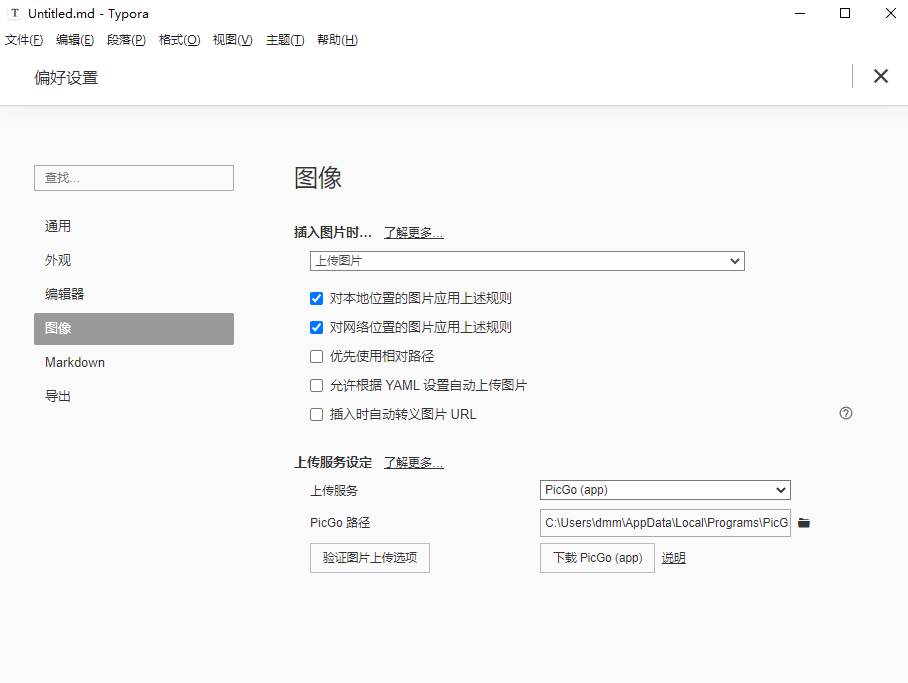 Untitled.md - Typora
文件(F) 编辑(E) 段落(P) 格式(O) 视图(V) 主题(T) 帮助(H)
偏好设置
查找...
通用
外观
编辑器
图像
Markdown
导出
图像
插入图片时... 了解更多...
上传图片
对本地位置的图片应用上述规则
对网络位置的图片应用上述规则
优先使用相对路径
允许根据 YAML 设置自动上传图片
插入时自动转义图片 URL
上传服务设定 了解更多...
上传服务 PicGo (app)
PicGo 路径 C:\Users\dmm\AppData\Local\Programs\PicG
验证图片上传选项 下载 PicGo (app) 说明